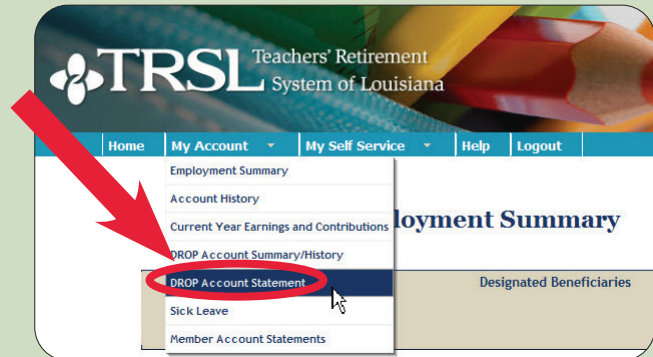 TRSL Teachers' Retirement
System of Louisiana
Home My Account My Self Service Help Logout
Employment Summary
Account History
Current Year Earnings and Contributions
loyment Summary
DROP Account Summary/History
DROP Account Statement
Designated Beneficiaries
Sick Leave
Member Account Statements